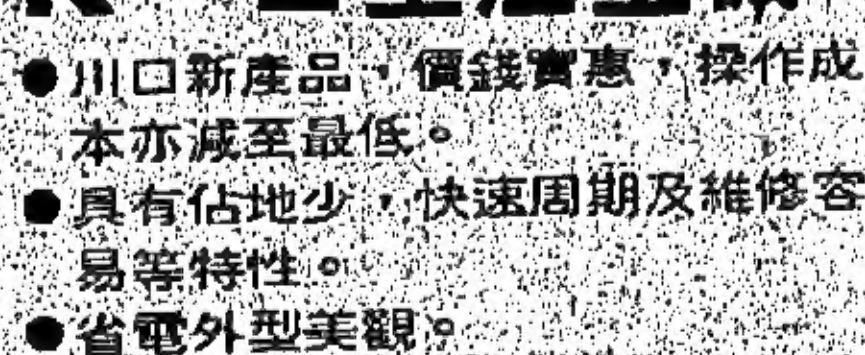 ●川口新產品，價錢實惠，操作成
本亦減至最低。
●具有佔地少，快速周期及維修容
易等特性。
●省電外型美觀。